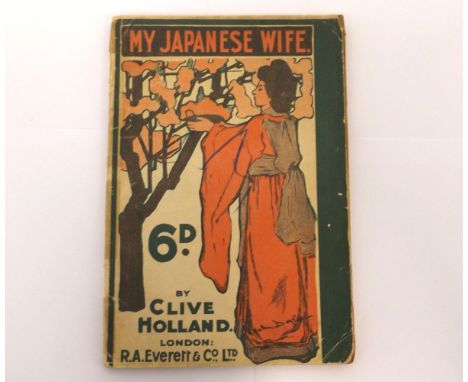 MY JAPANESE WIFE.
6D.
BY
CLIVE
HOLLAND.
LONDON:
R.A.Everett & Co., LTD